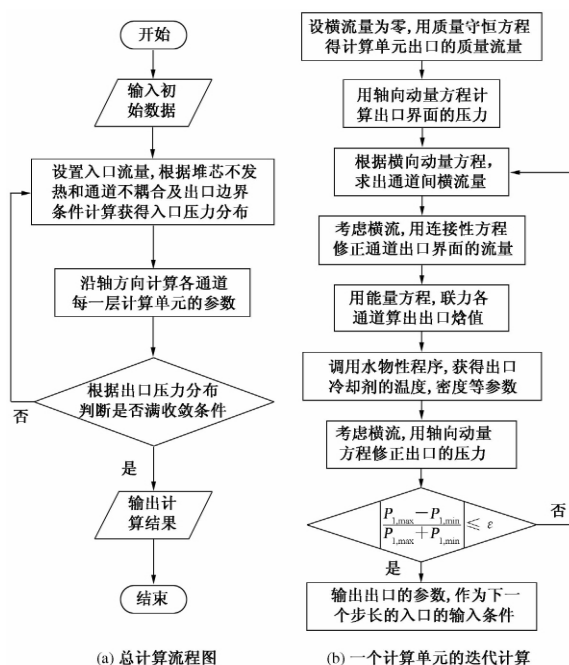 开始
输入初
始数据
设置入口流量,根据堆芯不发
热和通道不耦合及出口边界
条件计算获得入口压力分布
沿轴方向计算各通道
每一层计算单元的参数
根据出口压力分布
判断是否满收敛条件
否
是
输出计
算结果
结束
(a) 总计算流程图
设横流量为零,用质量守恒方程
得计算单元出口的质量流量
用轴向动量方程计
算出口界面的压力
根据横向动量方程,
求出通道间横流量
考虑横流,用连接性方程
修正通道出口界面的流量
用能量方程,联力各
通道算出出口焓值
调用水物性程序,获得出口
冷却剂的温度,密度等参数
考虑横流,用轴向动量
方程修正出口的压力
|P1,max－P1,min / P1,max＋P1,min| ≤ ε
否
是
输出出口的参数,作为下一
个步长的入口的输入条件
(b) 一个计算单元的迭代计算